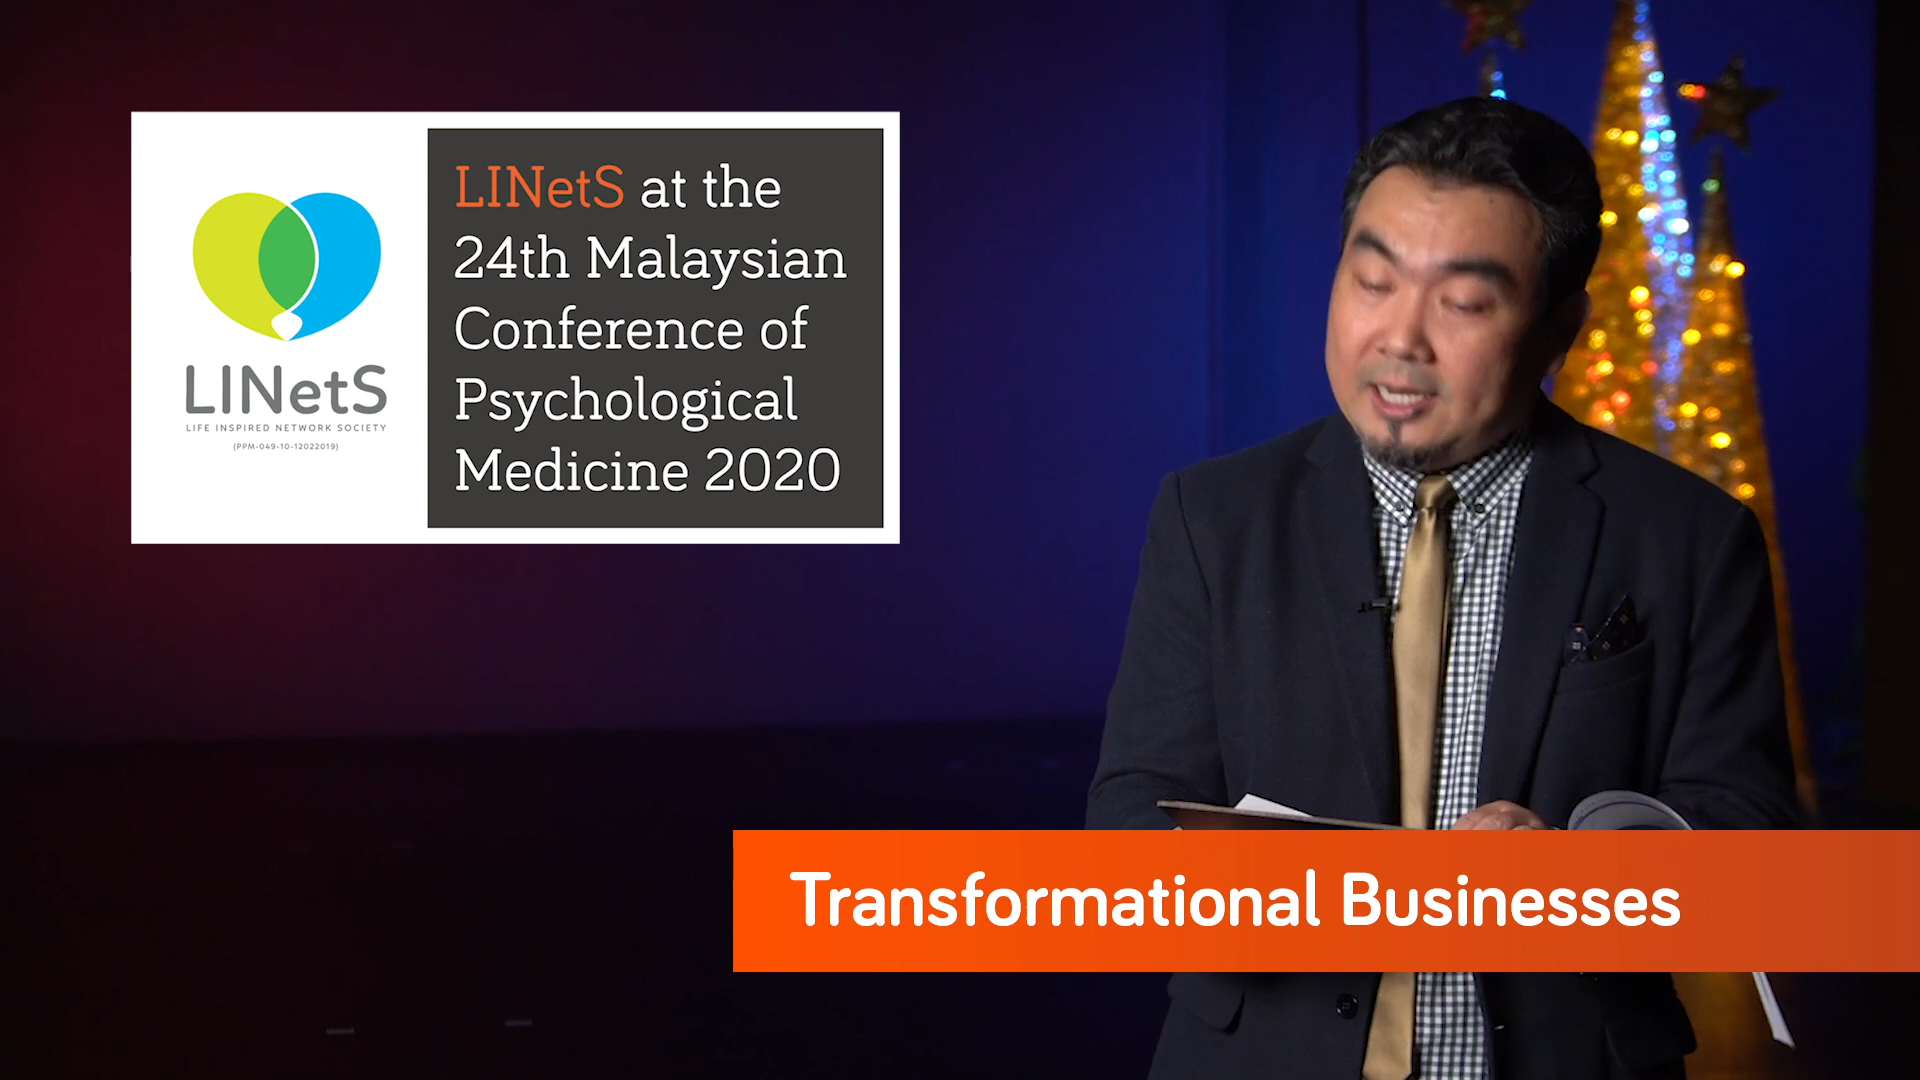 LINetS
LIFE INSPIRED NETWORK SOCIETY
(PPM-049-10-12022019)
LINetS at the
24th Malaysian
Conference of
Psychological
Medicine 2020
Transformational Businesses